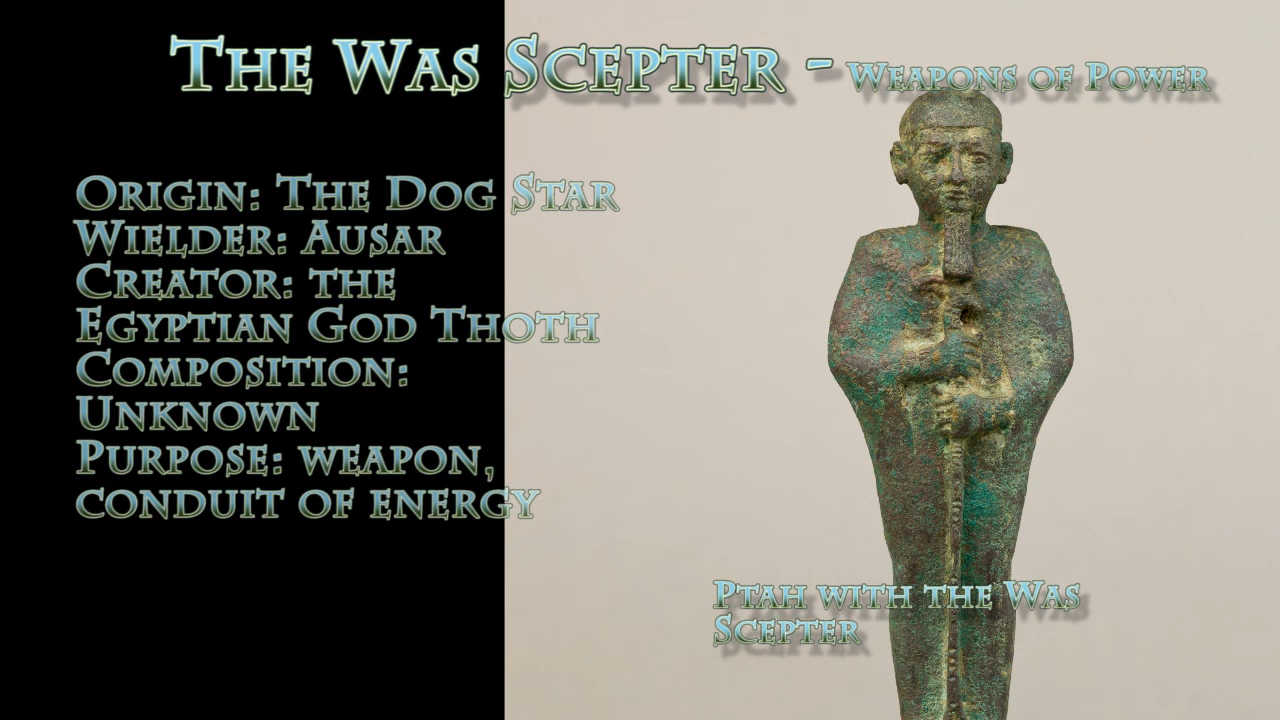 The Was Scepter - Weapons of Power
Origin: The Dog Star
Wielder: Ausar
Creator: the
Egyptian God Thoth
Composition:
Unknown
Purpose: weapon,
conduit of energy
Ptah with the Was
Scepter